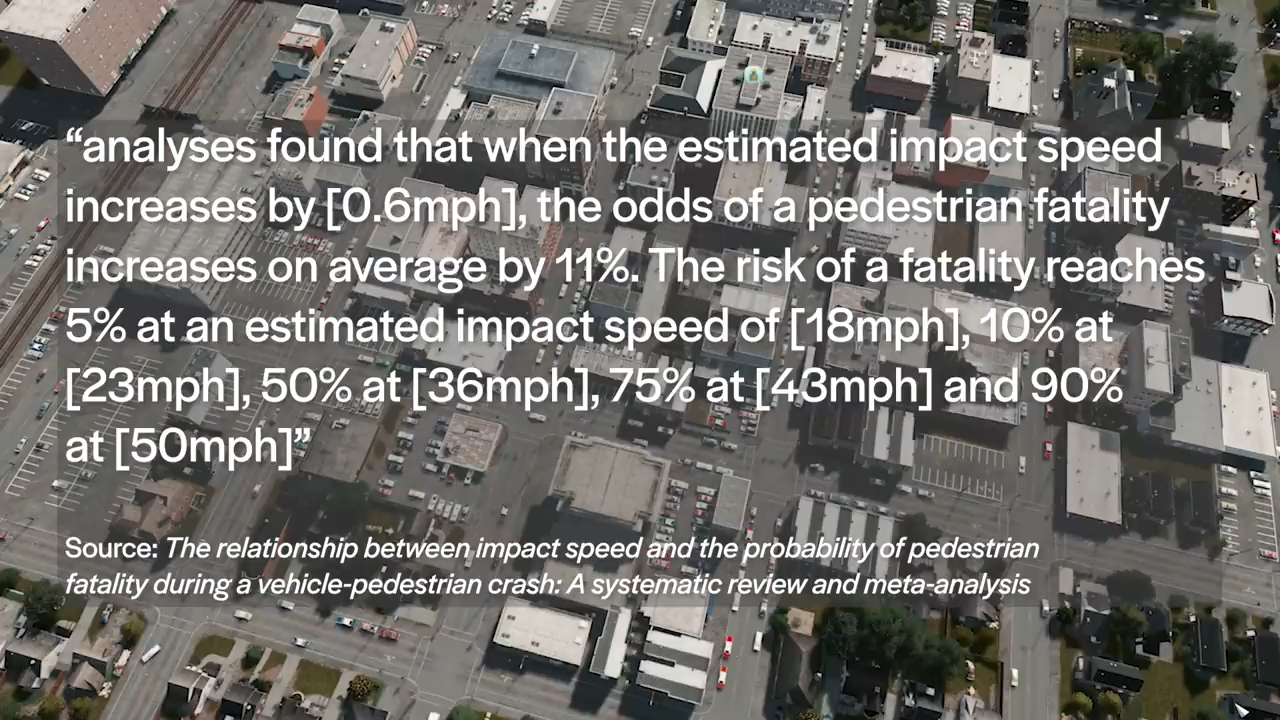 “analyses found that when the estimated impact speed
increases by [0.6mph], the odds of a pedestrian fatality
increases on average by 11%. The risk of a fatality reaches
5% at an estimated impact speed of [18mph], 10% at
[23mph], 50% at [36mph], 75% at [43mph] and 90%
at [50mph]”
Source: The relationship between impact speed and the probability of pedestrian
fatality during a vehicle-pedestrian crash: A systematic review and meta-analysis